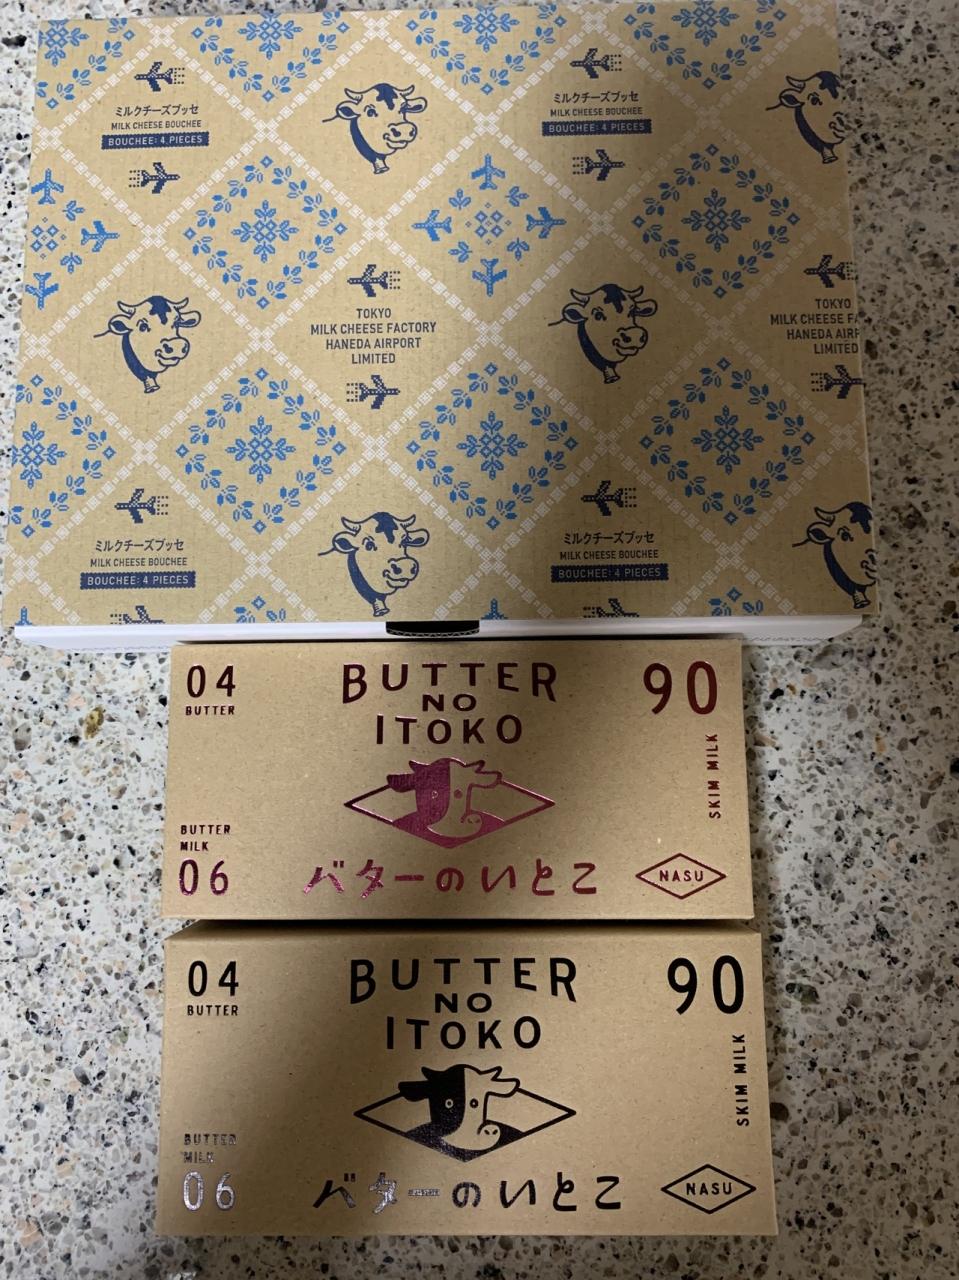 ミルクチーズブッセ
MILK CHEESE BOUCHEE
BOUCHEE: 4 PIECES
ミルクチーズブッセ
MILK CHEESE BOUCHEE
BOUCHEE: 4 PIECES
TOKYO
MILK CHEESE FACTORY
HANEDA AIRPORT
LIMITED
TOKYO
MILK CHEESE FA
HANEDA AIRP
LIMITED
ミルクチーズブッセ
MILK CHEESE BOUCHEE
BOUCHEE: 4 PIECES
ミルクチーズブッセ
MILK CHEESE BOUCHEE
BOUCHEE: 4 PIECES
04
BUTTER
BUTTER
NO
ITOKO
90
SKIM MILK
BUTTER
MILK
06
バターのいとこ
NASU
04
BUTTER
BUTTER
NO
ITOKO
90
SKIM MILK
BUTTER
MILK
06
バターのいとこ
NASU